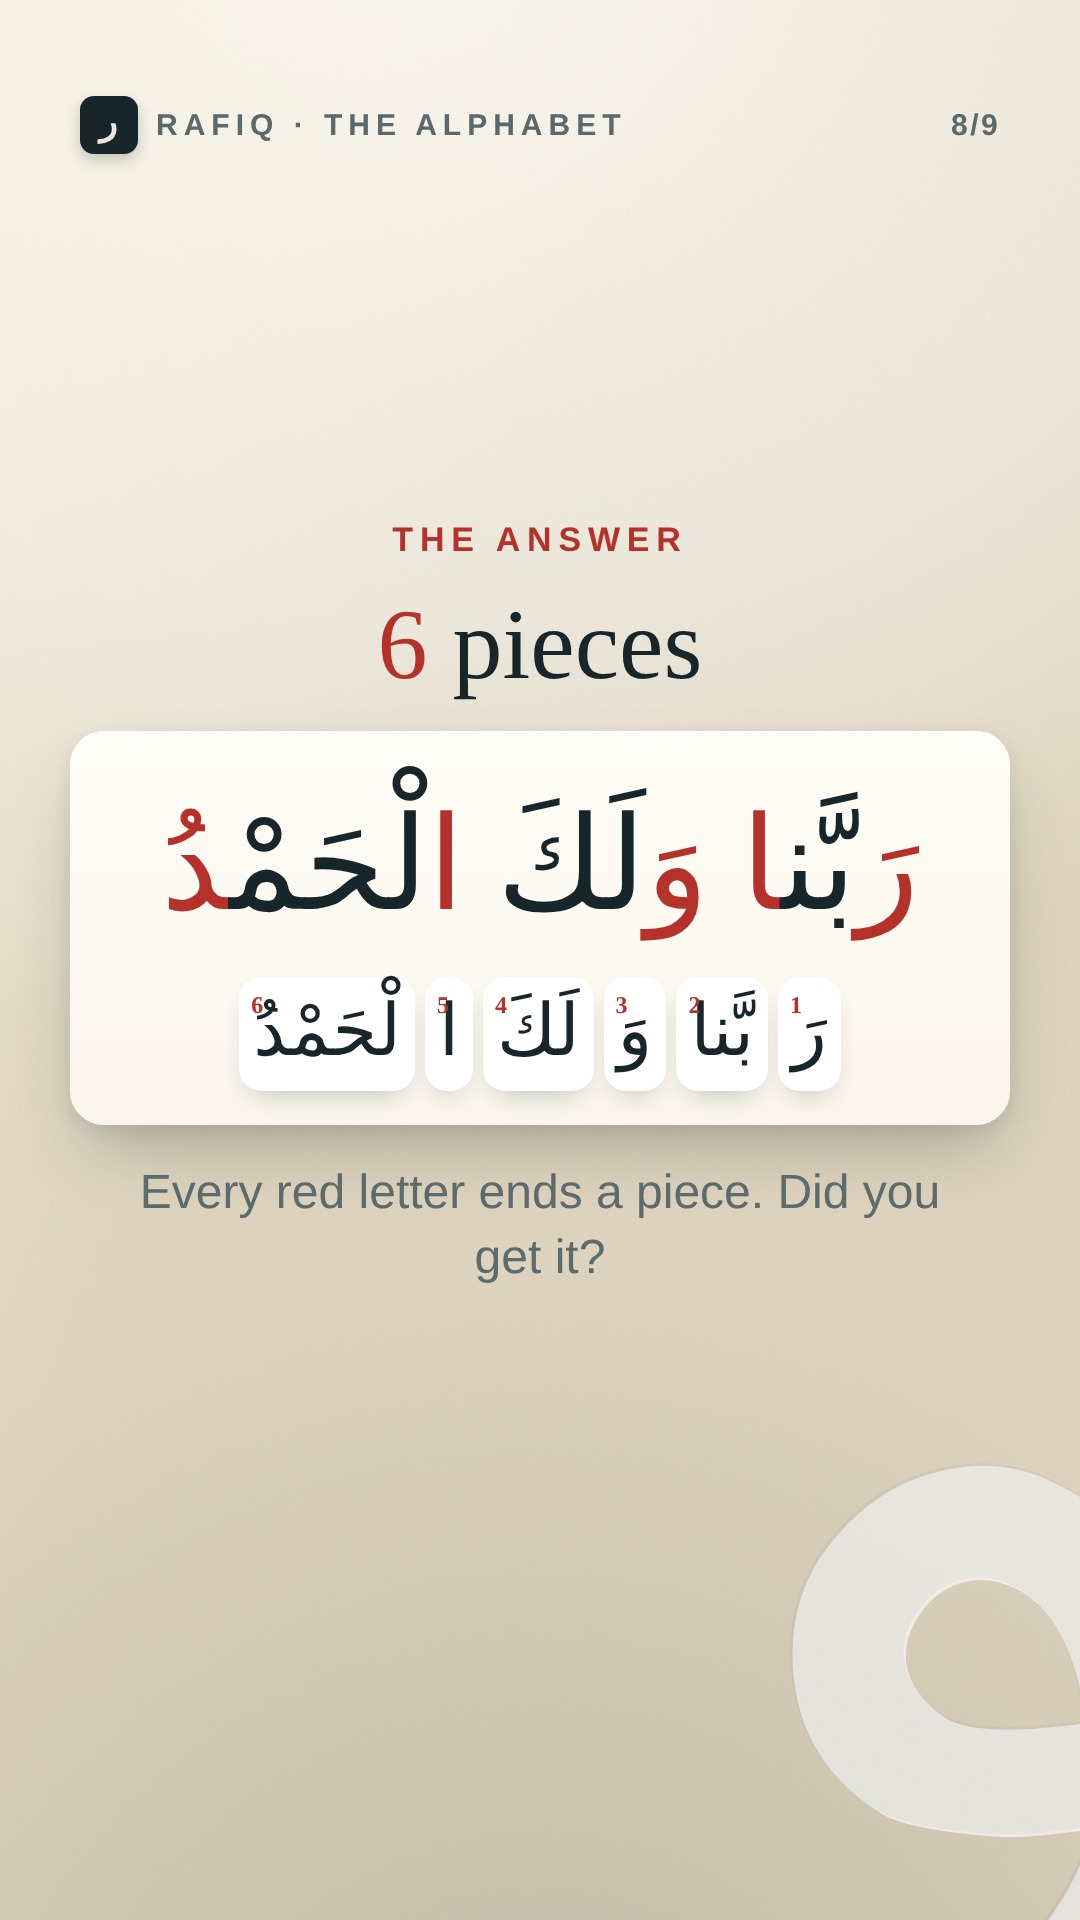 ر RAFIQ · THE ALPHABET 8/9
THE ANSWER
6 pieces
رَبَّنا وَلَكَ الْحَمْدُ
1 رَ 2 بَّنا 3 وَ 4 لَكَ 5 ا 6 لْحَمْدُ
Every red letter ends a piece. Did you
get it?
و